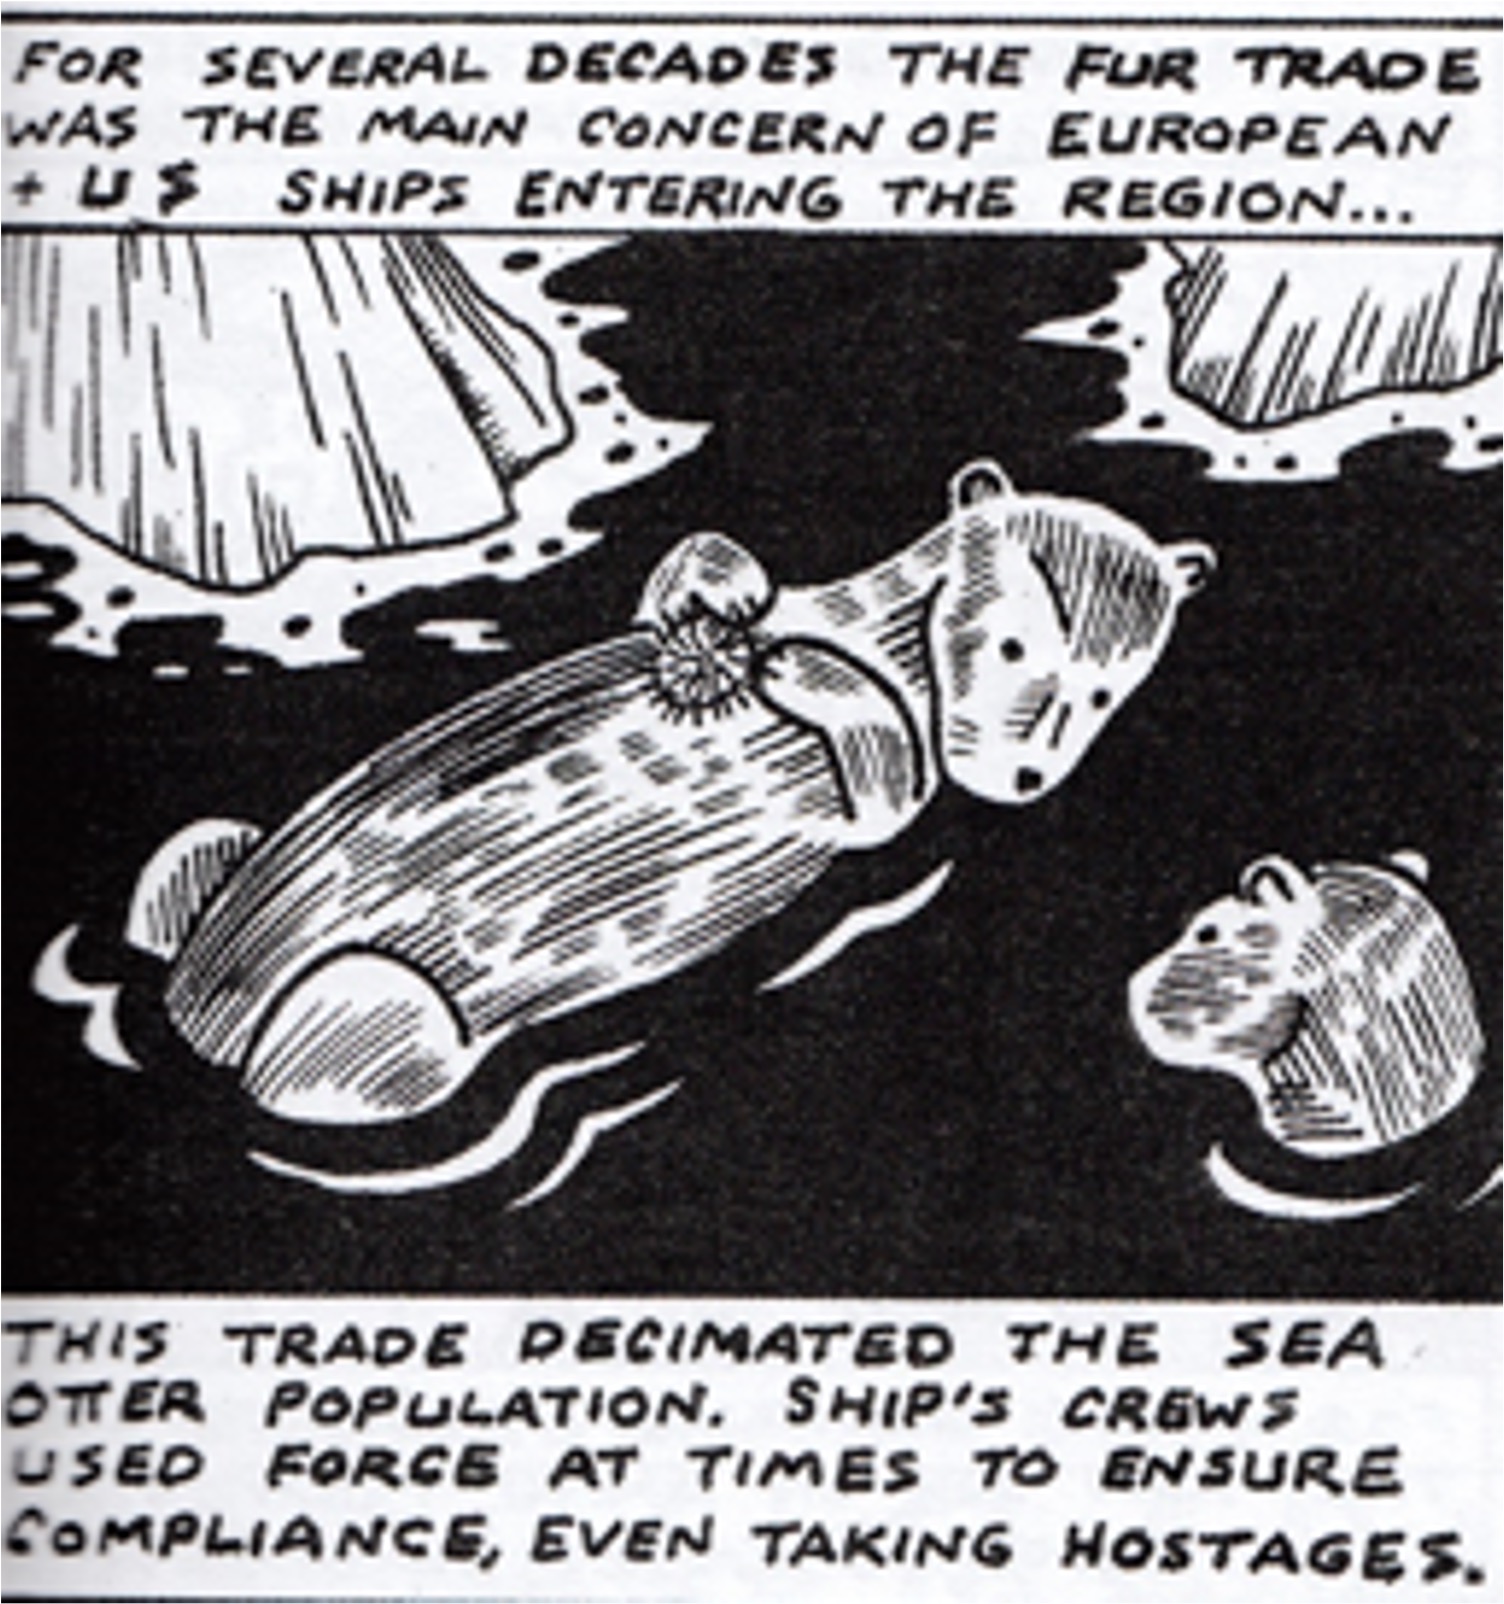 FOR SEVERAL DECADES THE FUR TRADE
WAS THE MAIN CONCERN OF EUROPEAN
+ U$ SHIPS ENTERING THE REGION...
THIS TRADE DECIMATED THE SEA
OTTER POPULATION. SHIP'S CREWS
USED FORCE AT TIMES TO ENSURE
COMPLIANCE, EVEN TAKING HOSTAGES.